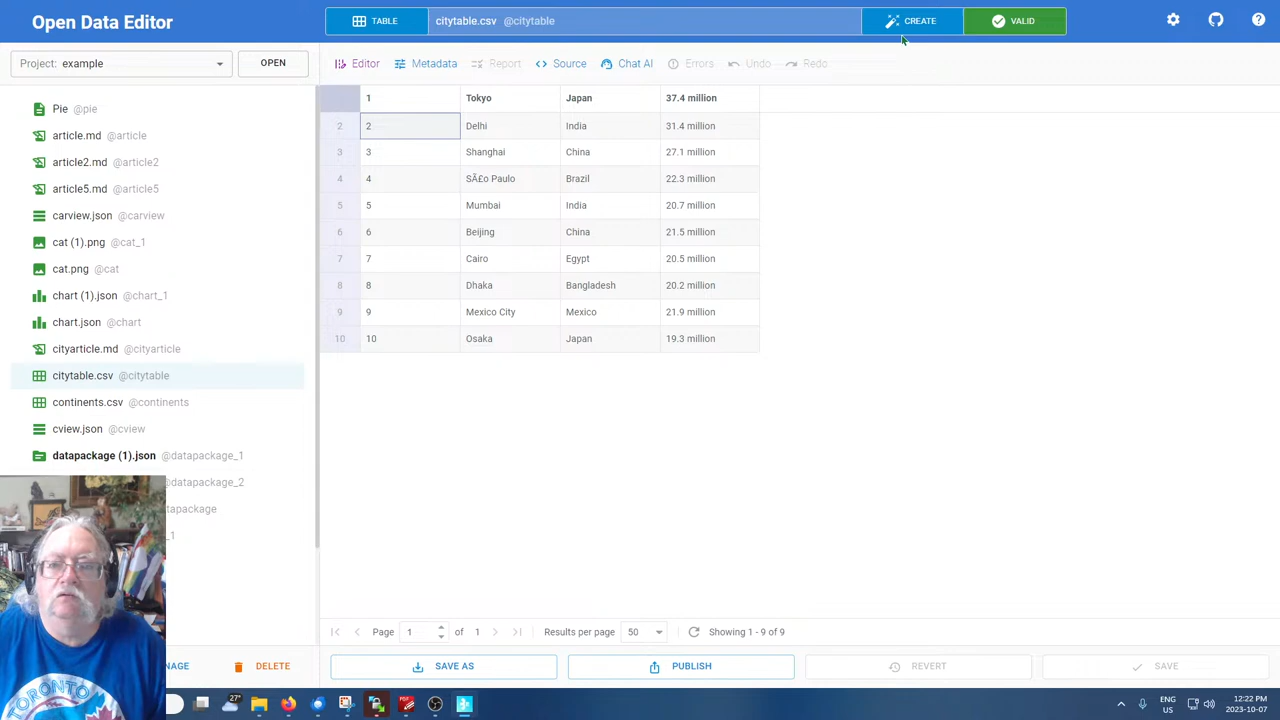 Open Data Editor
TABLE
citytable.csv @citytable
CREATE
VALID
Project: example
OPEN
Editor
Metadata
Report
Source
Chat AI
Errors
Undo
Redo
Pie @pie
article.md @article
article2.md @article2
article5.md @article5
carview.json @carview
cat (1).png @cat_1
cat.png @cat
chart (1).json @chart_1
chart.json @chart
cityarticle.md @cityarticle
citytable.csv @citytable
continents.csv @continents
cview.json @cview
datapackage (1).json @datapackage_1
datapackage_2
tapackage
_1
1 Tokyo Japan 37.4 million
2 2 Delhi India 31.4 million
3 3 Shanghai China 27.1 million
4 4 SÃ£o Paulo Brazil 22.3 million
5 5 Mumbai India 20.7 million
6 6 Beijing China 21.5 million
7 7 Cairo Egypt 20.5 million
8 8 Dhaka Bangladesh 20.2 million
9 9 Mexico City Mexico 21.9 million
10 10 Osaka Japan 19.3 million
Page 1 of 1
Results per page 50
Showing 1 - 9 of 9
NAGE
DELETE
SAVE AS
PUBLISH
REVERT
SAVE
TORONTO
27°
ENG
US
12:22 PM
2023-10-07